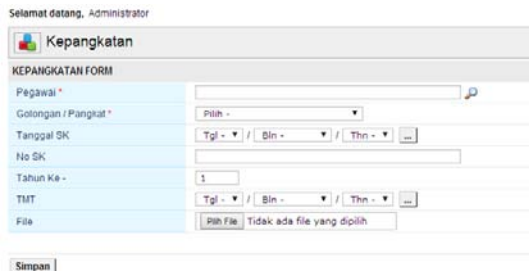 Selamat datang, Administrator
Kepangkatan
KEPANGKATAN FORM
Pegawai *
Golongan / Pangkat * Pilih -
Tanggal SK Tgl - / Bln - / Thn - ...
No SK
Tahun Ke - 1
TMT Tgl - / Bln - / Thn - ...
File Pilih File Tidak ada file yang dipilih
Simpan